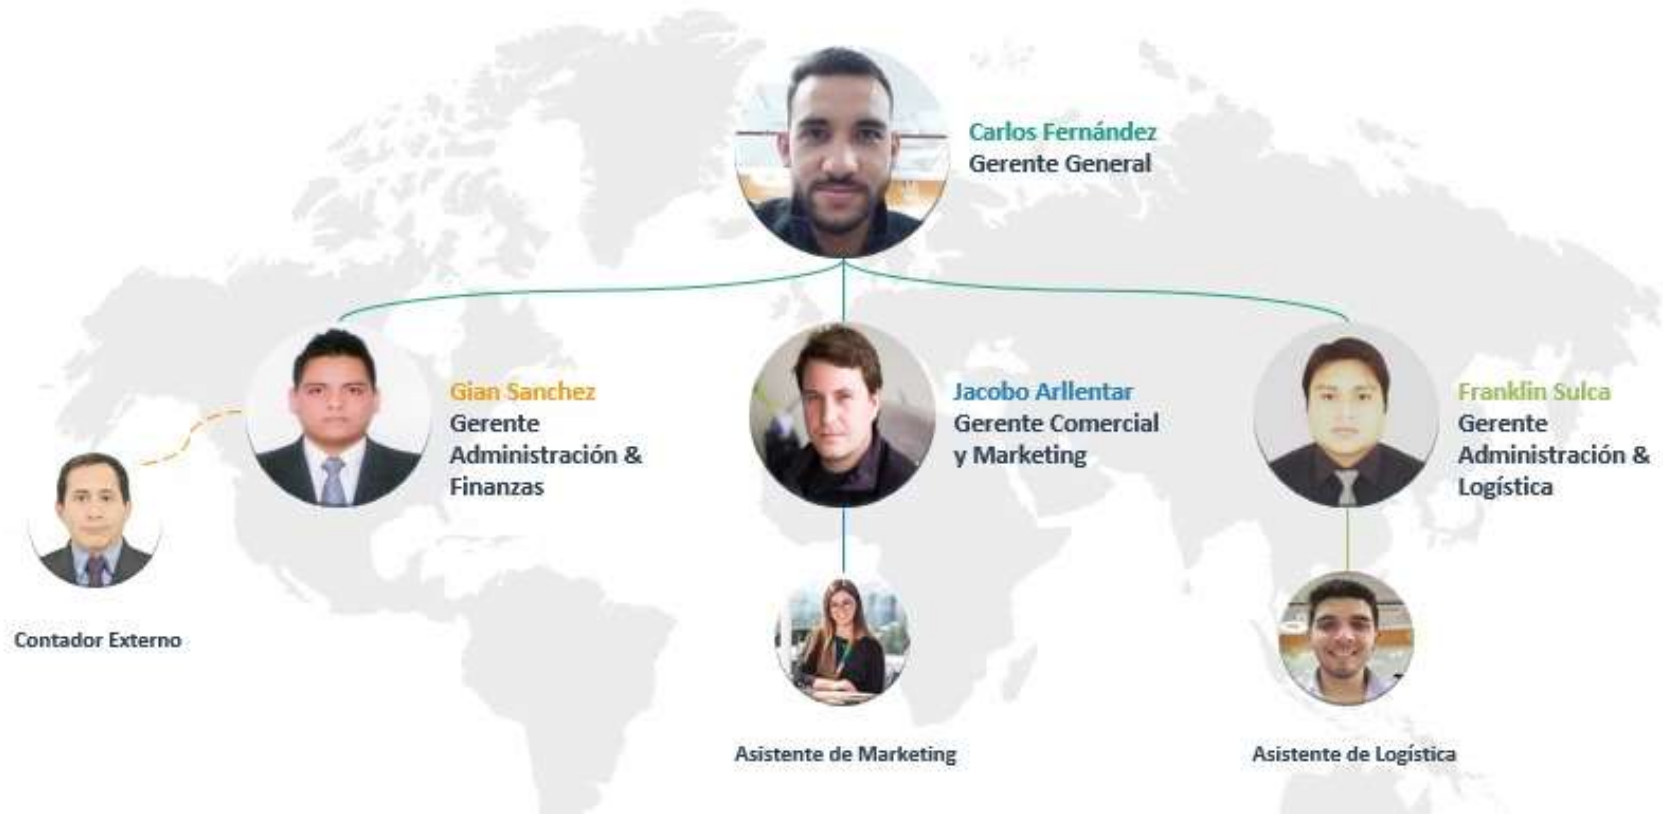 Carlos Fernández
Gerente General
Gian Sanchez
Gerente
Administración &
Finanzas
Jacobo Arllentar
Gerente Comercial
y Marketing
Franklin Sulca
Gerente
Administración &
Logística
Contador Externo
Asistente de Marketing
Asistente de Logística